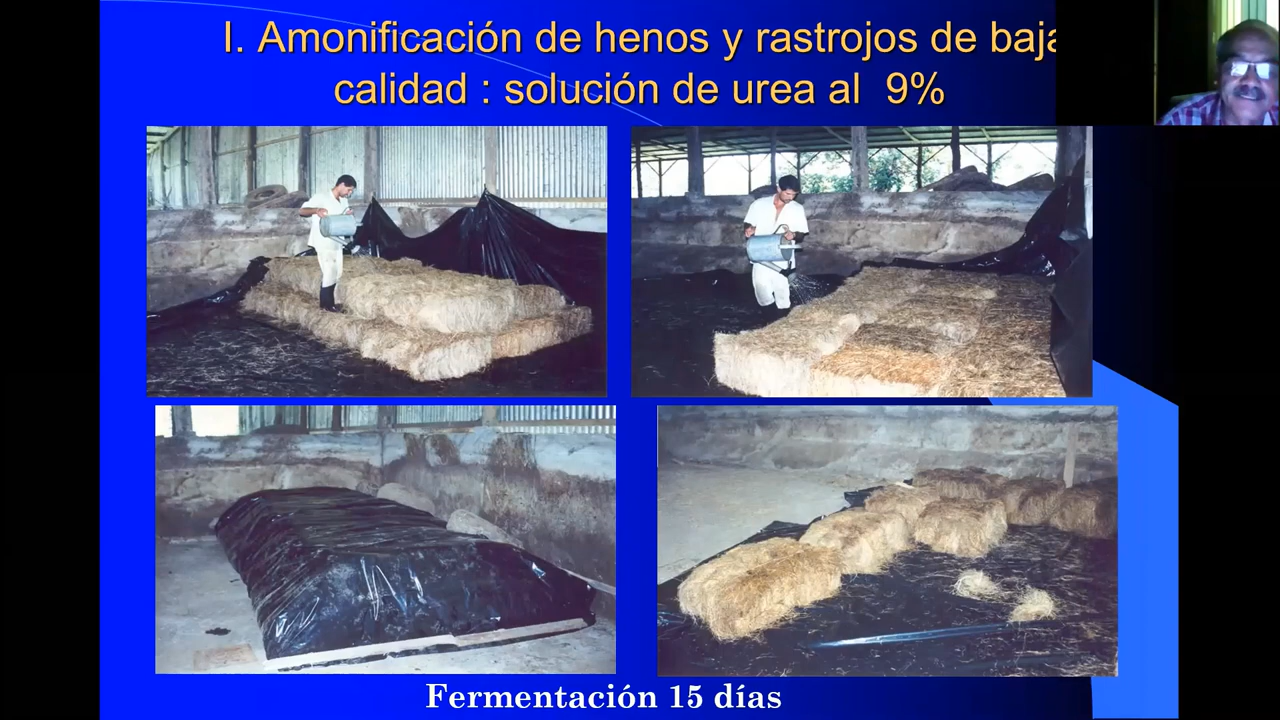 I. Amonificación de henos y rastrojos de baja
calidad : solución de urea al 9%
Fermentación 15 días